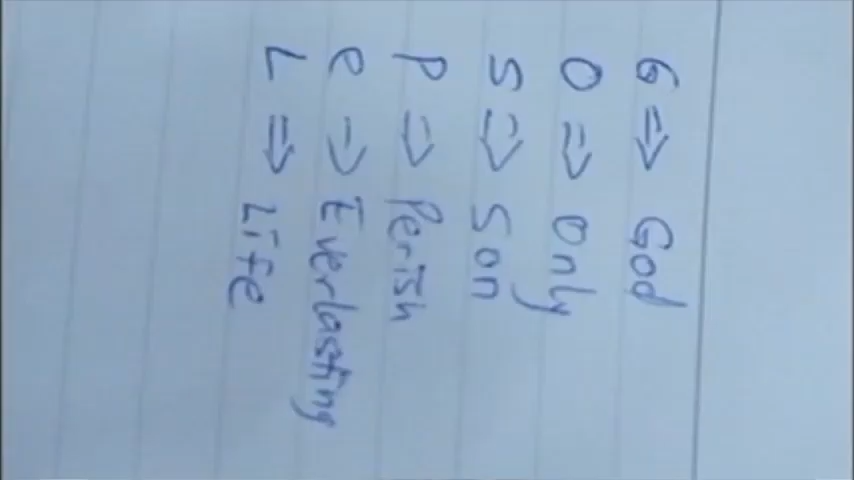 G ⇒ God
O ⇒ Only
S ⇒ Son
P ⇒ Perish
e ⇒ Everlasting
L ⇒ Life